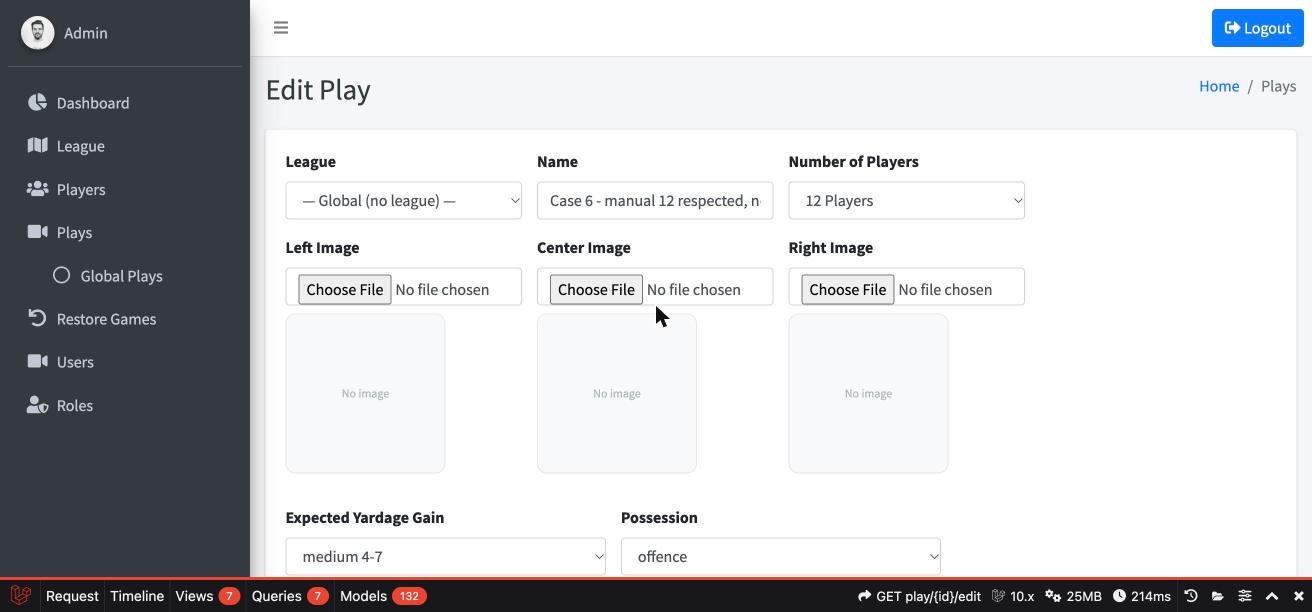 Admin
Logout
Edit Play
Home / Plays
Dashboard
League
Players
Plays
Global Plays
Restore Games
Users
Roles
League Name Number of Players
— Global (no league) — Case 6 - manual 12 respected, n 12 Players
Left Image Center Image Right Image
Choose File No file chosen Choose File No file chosen Choose File No file chosen
No image No image No image
Expected Yardage Gain Possession
medium 4-7 offence
Request Timeline Views 7 Queries 7 Models 132 GET play/{id}/edit 10.x 25MB 214ms